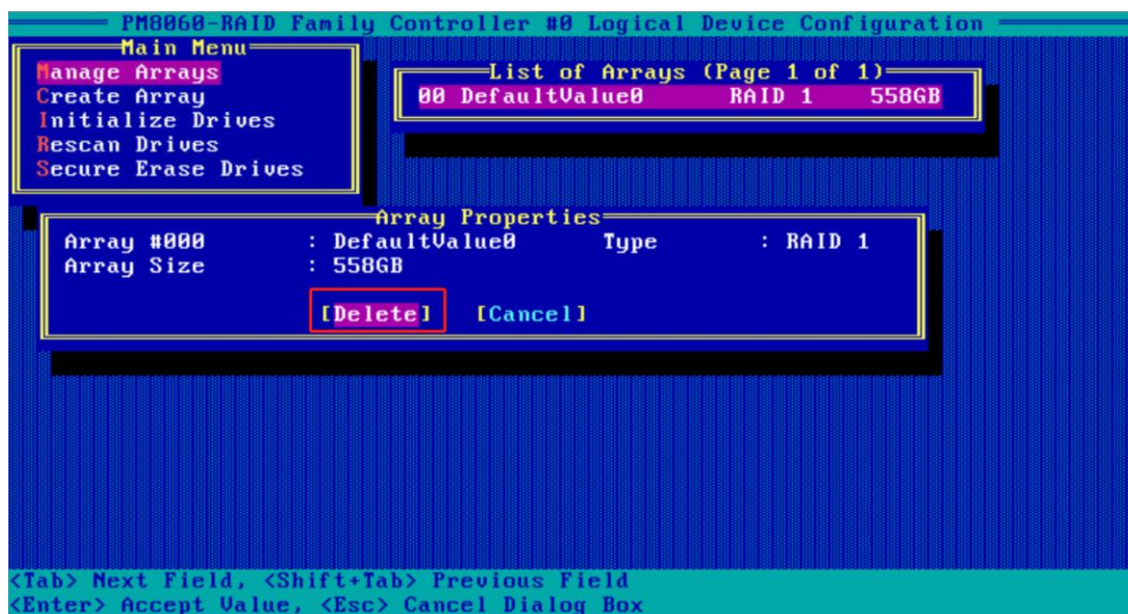 PM8060-RAID Family Controller #0 Logical Device Configuration
Main Menu
Manage Arrays
Create Array
Initialize Drives
Rescan Drives
Secure Erase Drives
List of Arrays (Page 1 of 1)
00 DefaultValue0 RAID 1 558GB
Array Properties
Array #000 : DefaultValue0 Type : RAID 1
Array Size : 558GB
[Delete] [Cancel]
<Tab> Next Field, <Shift+Tab> Previous Field
<Enter> Accept Value, <Esc> Cancel Dialog Box